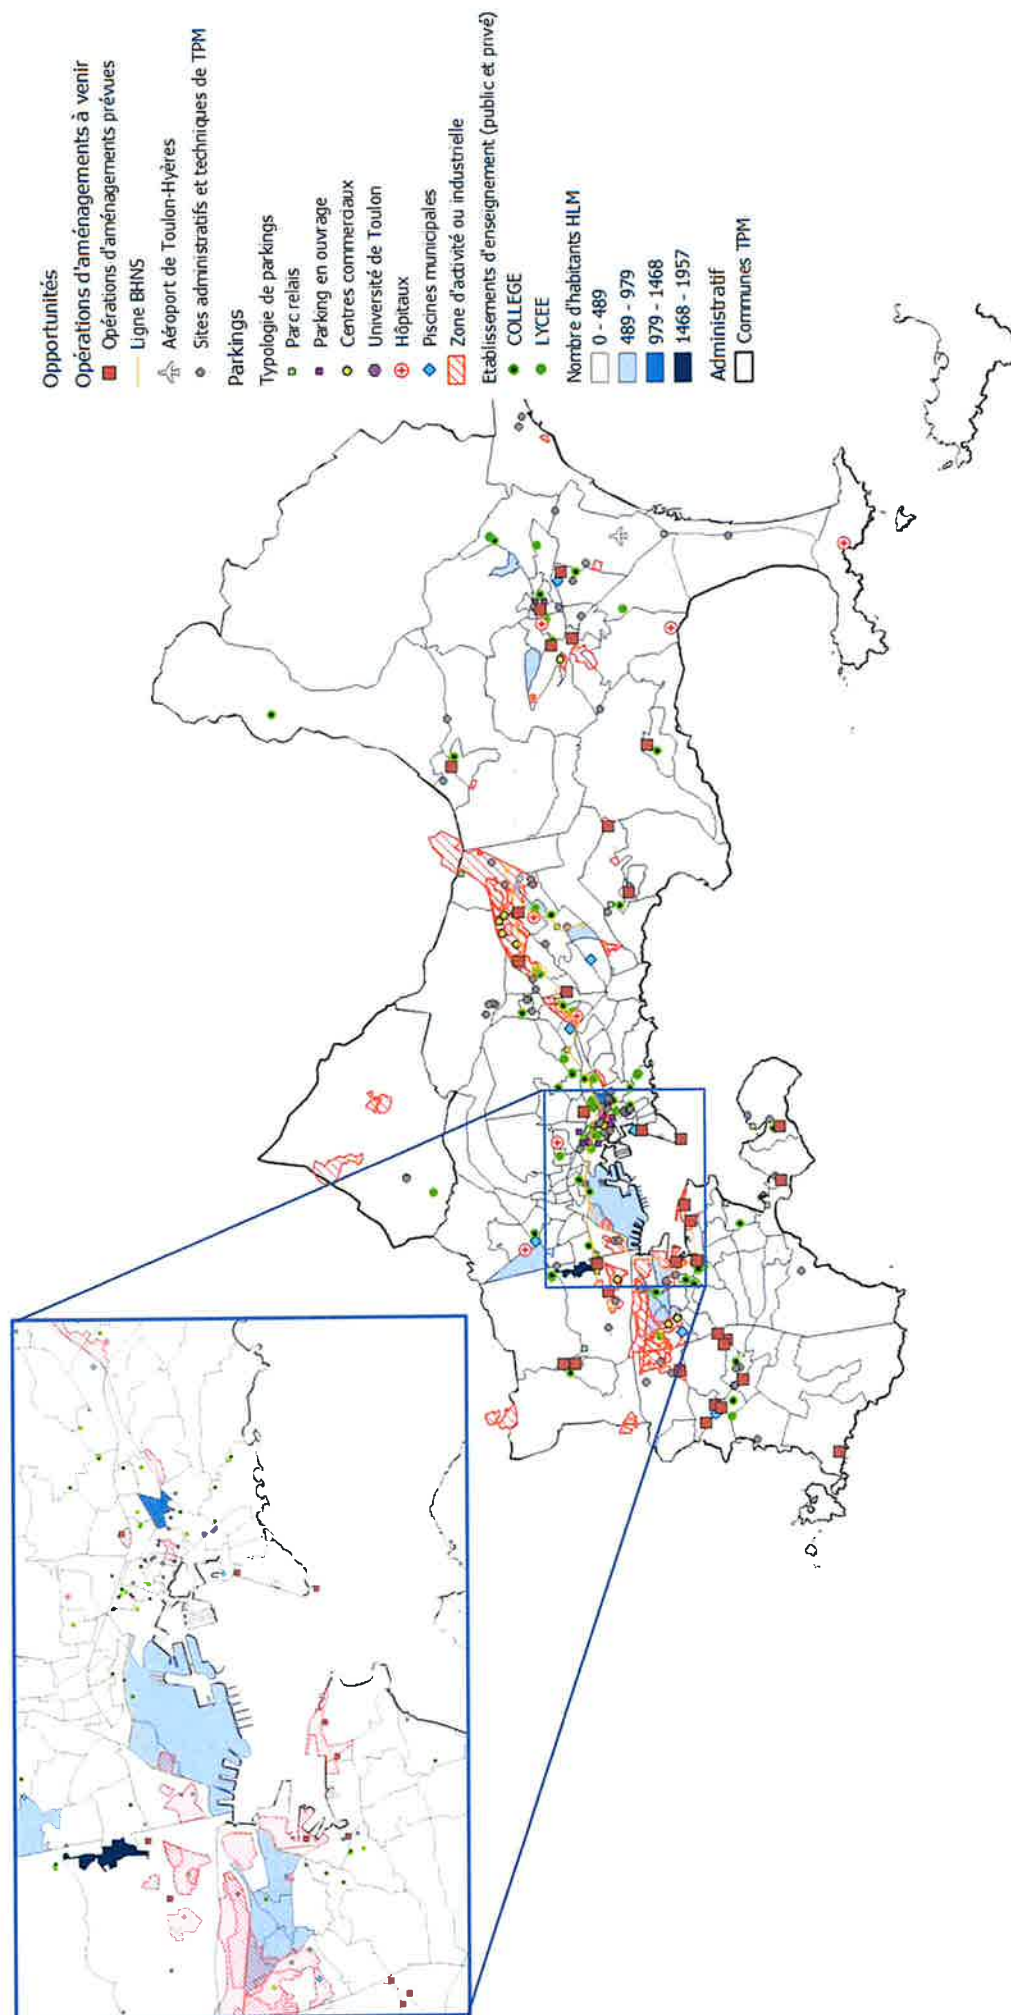 Opportunités
Opérations d'aménagements à venir
Opérations d'aménagements prévues
Ligne BHNS
Aéroport de Toulon-Hyères
Sites administratifs et techniques de TPM
Parkings
Typologie de parkings
Parc relais
Parking en ouvrage
Centres commerciaux
Université de Toulon
Hôpitaux
Piscines municipales
Zone d'activité ou industrielle
Etablissements d'enseignement (public et privé)
COLLEGE
LYCEE
Nombre d'habitants HLM
0 - 489
489 - 979
979 - 1468
1468 - 1957
Administratif
Communes TPM